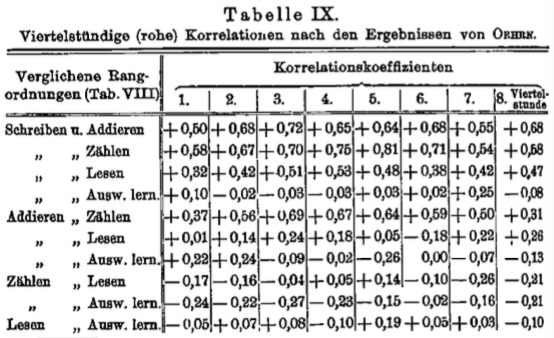 Tabelle IX.
Viertelständige (rohe) Korrelationen nach den Ergebnissen von OEHRN.
Verglichene Rang-
ordnungen (Tab. VIII)
Korrelationskoeffizienten
1. 2. 3. 4. 5. 6. 7. 8. Viertel-
stunde
Schreiben u. Addieren +0,50 +0,68 +0,72 +0,65 +0,64 +0,68 +0,55 +0,68
„ „ Zählen +0,58 +0,67 +0,70 +0,75 +0,81 +0,71 +0,54 +0,58
„ „ Lesen +0,32 +0,42 +0,51 +0,53 +0,48 +0,38 +0,42 +0,47
„ „ Ausw. lern. +0,10 −0,02 −0,03 −0,03 +0,03 +0,02 +0,25 −0,08
Addieren „ Zählen +0,37 +0,56 +0,69 +0,67 +0,64 +0,59 +0,50 +0,31
„ „ Lesen +0,01 +0,14 +0,24 +0,18 +0,05 −0,18 +0,22 +0,26
„ „ Ausw. lern. +0,22 +0,24 −0,09 −0,02 −0,26 0,00 −0,07 −0,13
Zählen „ Lesen −0,17 −0,16 −0,04 +0,05 +0,14 −0,10 −0,26 −0,21
„ „ Ausw. lern. −0,24 −0,22 −0,27 −0,23 −0,15 −0,02 −0,16 −0,21
Lesen „ Ausw. lern. −0,05 +0,07 +0,08 −0,10 +0,19 +0,05 +0,03 −0,10